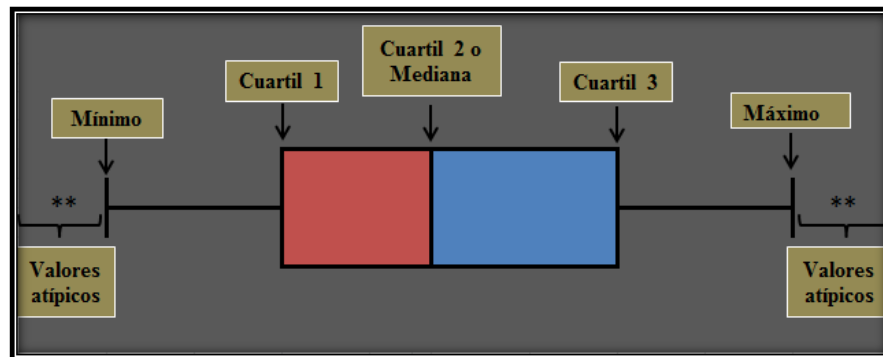 Cuartil 2 o
Mediana
Cuartil 1
Cuartil 3
Mínimo
Máximo
**
**
Valores
atípicos
Valores
atípicos